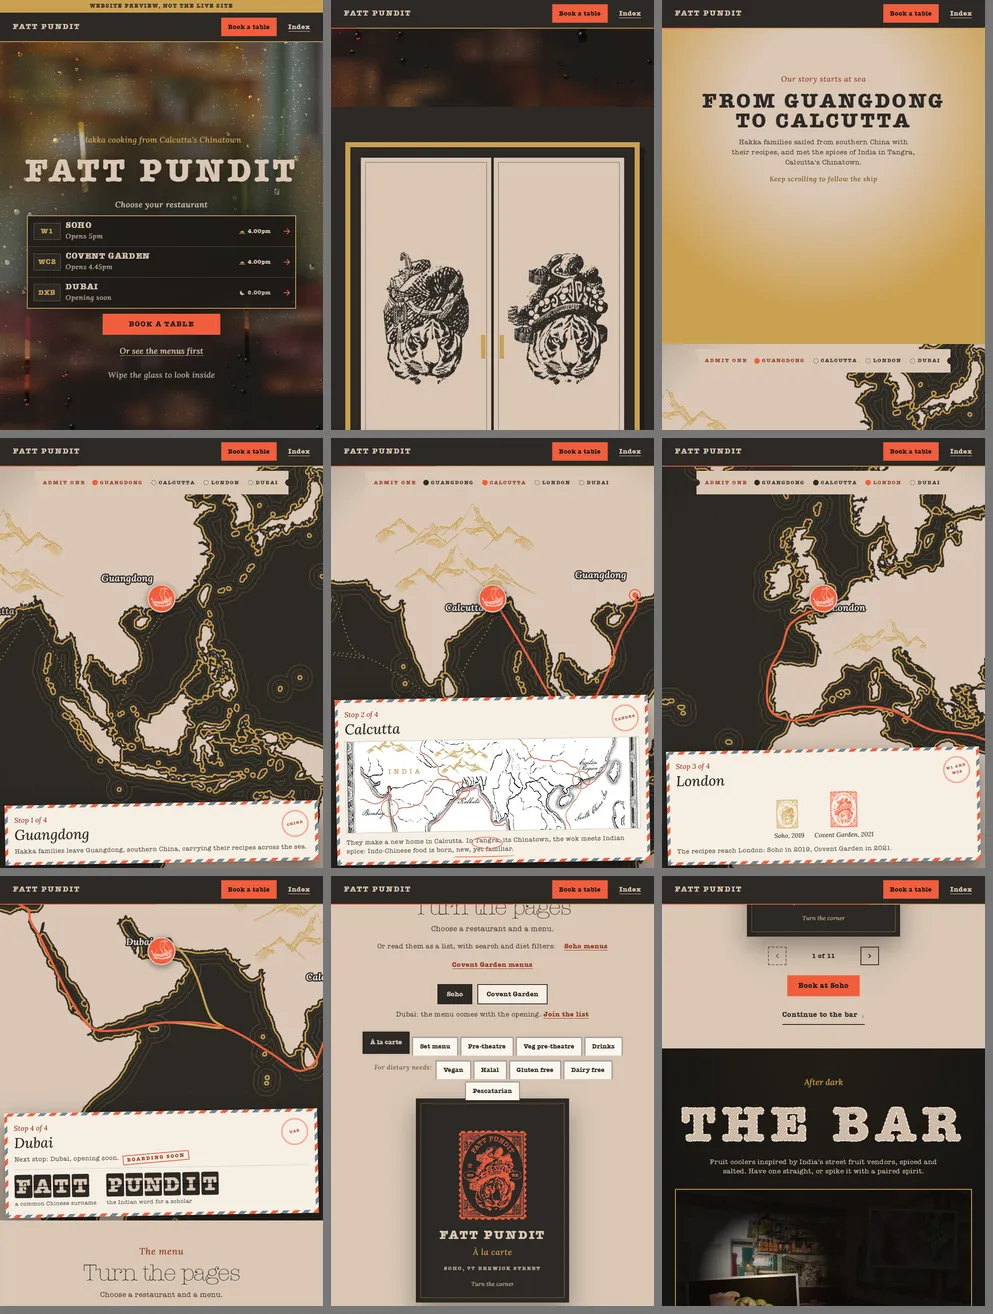 WEBSITE PREVIEW, NOT THE LIVE SITE
FATT PUNDIT
Book a table
Index
Hakka cooking from Calcutta's Chinatown
FATT PUNDIT
Choose your restaurant
W1
SOHO
Opens 5pm
4.00pm
WC2
COVENT GARDEN
Opens 4.45pm
4.00pm
DXB
DUBAI
Opening soon
8.00pm
BOOK A TABLE
Or see the menus first
Wipe the glass to look inside
FATT PUNDIT
Book a table
Index
FATT PUNDIT
Book a table
Index
Our story starts at sea
FROM GUANGDONG
TO CALCUTTA
Hakka families sailed from southern China with
their recipes, and met the spices of India in Tangra,
Calcutta's Chinatown.
Keep scrolling to follow the ship
ADMIT ONE GUANGDONG CALCUTTA LONDON DUBAI
FATT PUNDIT
Book a table
Index
ADMIT ONE GUANGDONG CALCUTTA LONDON DUBAI
Guangdong
tta
Stop 1 of 4
Guangdong
CHINA
Hakka families leave Guangdong, southern China, carrying their recipes across the sea.
FATT PUNDIT
Book a table
Index
ADMIT ONE GUANGDONG CALCUTTA LONDON DUBAI
Guangdong
Calcutta
Stop 2 of 4
Calcutta
TANGRA
INDIA
Bombay
Kolkata
They make a new home in Calcutta. In Tangra, its Chinatown, the wok meets Indian
spice: Indo-Chinese food is born, new, yet familiar.
FATT PUNDIT
Book a table
Index
ADMIT ONE GUANGDONG CALCUTTA LONDON DUBAI
London
Stop 3 of 4
London
W1 AND
WC2
Soho, 2019
Covent Garden, 2021
The recipes reach London: Soho in 2019, Covent Garden in 2021.
FATT PUNDIT
Book a table
Index
Dubai
Calc
Stop 4 of 4
Dubai
UAE
Next stop: Dubai, opening soon.
BOARDING SOON
FATT PUNDIT
a common Chinese surname
the Indian word for a scholar
The menu
Turn the pages
Choose a restaurant and a menu.
FATT PUNDIT
Book a table
Index
Turn the pages
Choose a restaurant and a menu.
Or read them as a list, with search and diet filters: Soho menus
Covent Garden menus
Soho
Covent Garden
Dubai: the menu comes with the opening. Join the list
À la carte
Set menu
Pre-theatre
Veg pre-theatre
Drinks
For dietary needs:
Vegan
Halal
Gluten free
Dairy free
Pescatarian
FATT PUNDIT
FATT PUNDIT
À la carte
SOHO, 77 BERWICK STREET
Turn the corner
FATT PUNDIT
Book a table
Index
Turn the corner
1 of 11
Book at Soho
Continue to the bar ↓
After dark
THE BAR
Fruit coolers inspired by India's street fruit vendors, spiced and
salted. Have one straight, or spike it with a paired spirit.